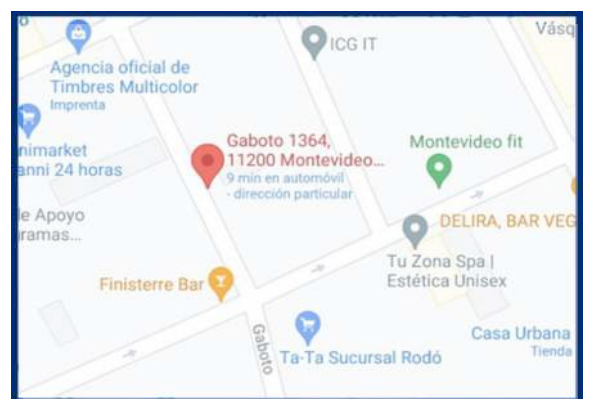 Vásq
ICG IT
Agencia oficial de
Timbres Multicolor
Imprenta
Gaboto 1364,
11200 Montevideo...
9 min en automóvil
- dirección particular
Montevideo fit
nimarket
anni 24 horas
le Apoyo
ramas...
DELIRA, BAR VEG
Tu Zona Spa |
Estética Unisex
Finisterre Bar
Gaboto
Ta-Ta Sucursal Rodó
Casa Urbana
Tienda